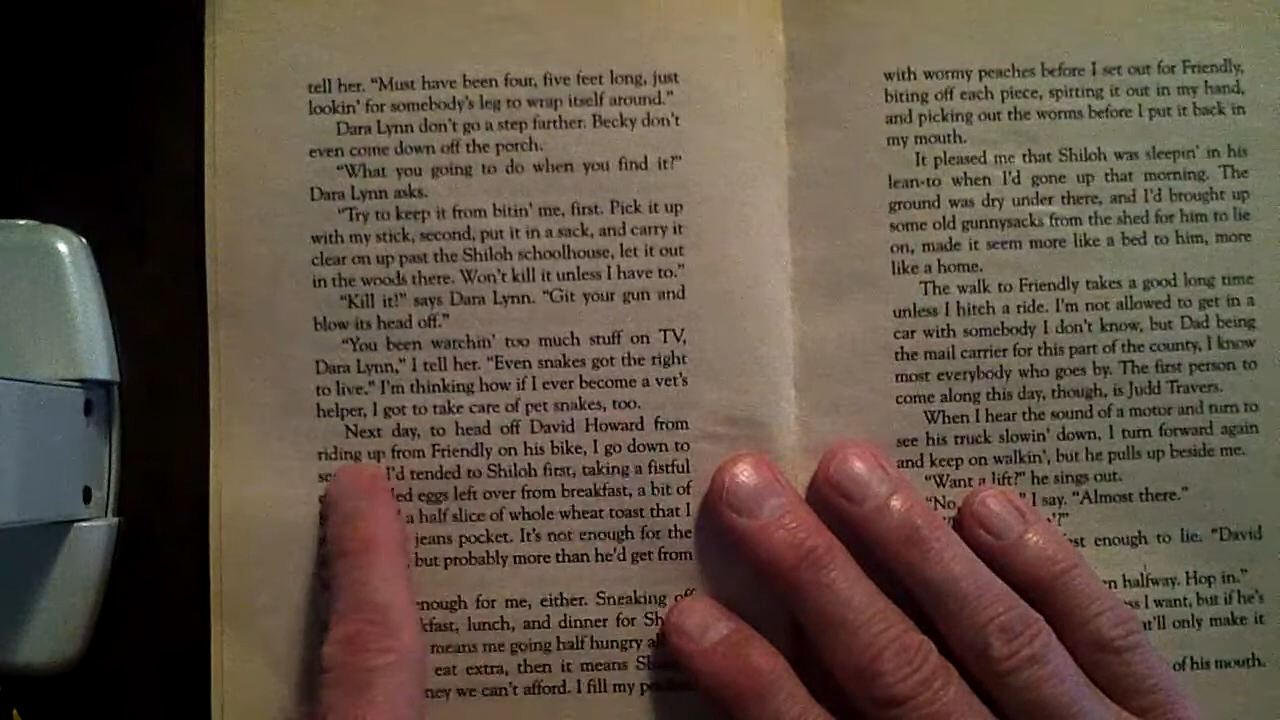 tell her. “Must have been four, five feet long, just
lookin’ for somebody’s leg to wrap itself around.”
Dara Lynn don’t go a step farther. Becky don’t
even come down off the porch.
“What you going to do when you find it?”
Dara Lynn asks.
“Try to keep it from bitin’ me, first. Pick it up
with my stick, second, put it in a sack, and carry it
clear on up past the Shiloh schoolhouse, let it out
in the woods there. Won’t kill it unless I have to.”
“Kill it!” says Dara Lynn. “Git your gun and
blow its head off.”
“You been watchin’ too much stuff on TV,
Dara Lynn,” I tell her. “Even snakes got the right
to live.” I’m thinking how if I ever become a vet’s
helper, I got to take care of pet snakes, too.
Next day, to head off David Howard from
riding up from Friendly on his bike, I go down to
I’d tended to Shiloh first, taking a fistful
eggs left over from breakfast, a bit of
a half slice of whole wheat toast that I
jeans pocket. It’s not enough for the
, but probably more than he’d get from
enough for me, either. Sneaking off
lunch, and dinner for
means me going half hungry
eat extra, then it means
we can’t afford. I fill my
with wormy peaches before I set out for Friendly,
biting off each piece, spitting it out in my hand,
and picking out the worms before I put it back in
my mouth.
It pleased me that Shiloh was sleepin’ in his
lean-to when I’d gone up that morning. The
ground was dry under there, and I’d brought up
some old gunnysacks from the shed for him to lie
on, made it seem more like a bed to him, more
like a home.
The walk to Friendly takes a good long time
unless I hitch a ride. I’m not allowed to get in a
car with somebody I don’t know, but Dad being
the mail carrier for this part of the county, I know
most everybody who goes by. The first person to
come along this day, though, is Judd Travers.
When I hear the sound of a motor and turn to
see his truck slowin’ down, I turn forward again
and keep on walkin’, but he pulls up beside me.
“Want a lift?” he sings out.
“No, ” I say. “Almost there.”
enough to lie. “David
halfway. Hop in.”
I want, but if he’s
only make it
of his mouth.